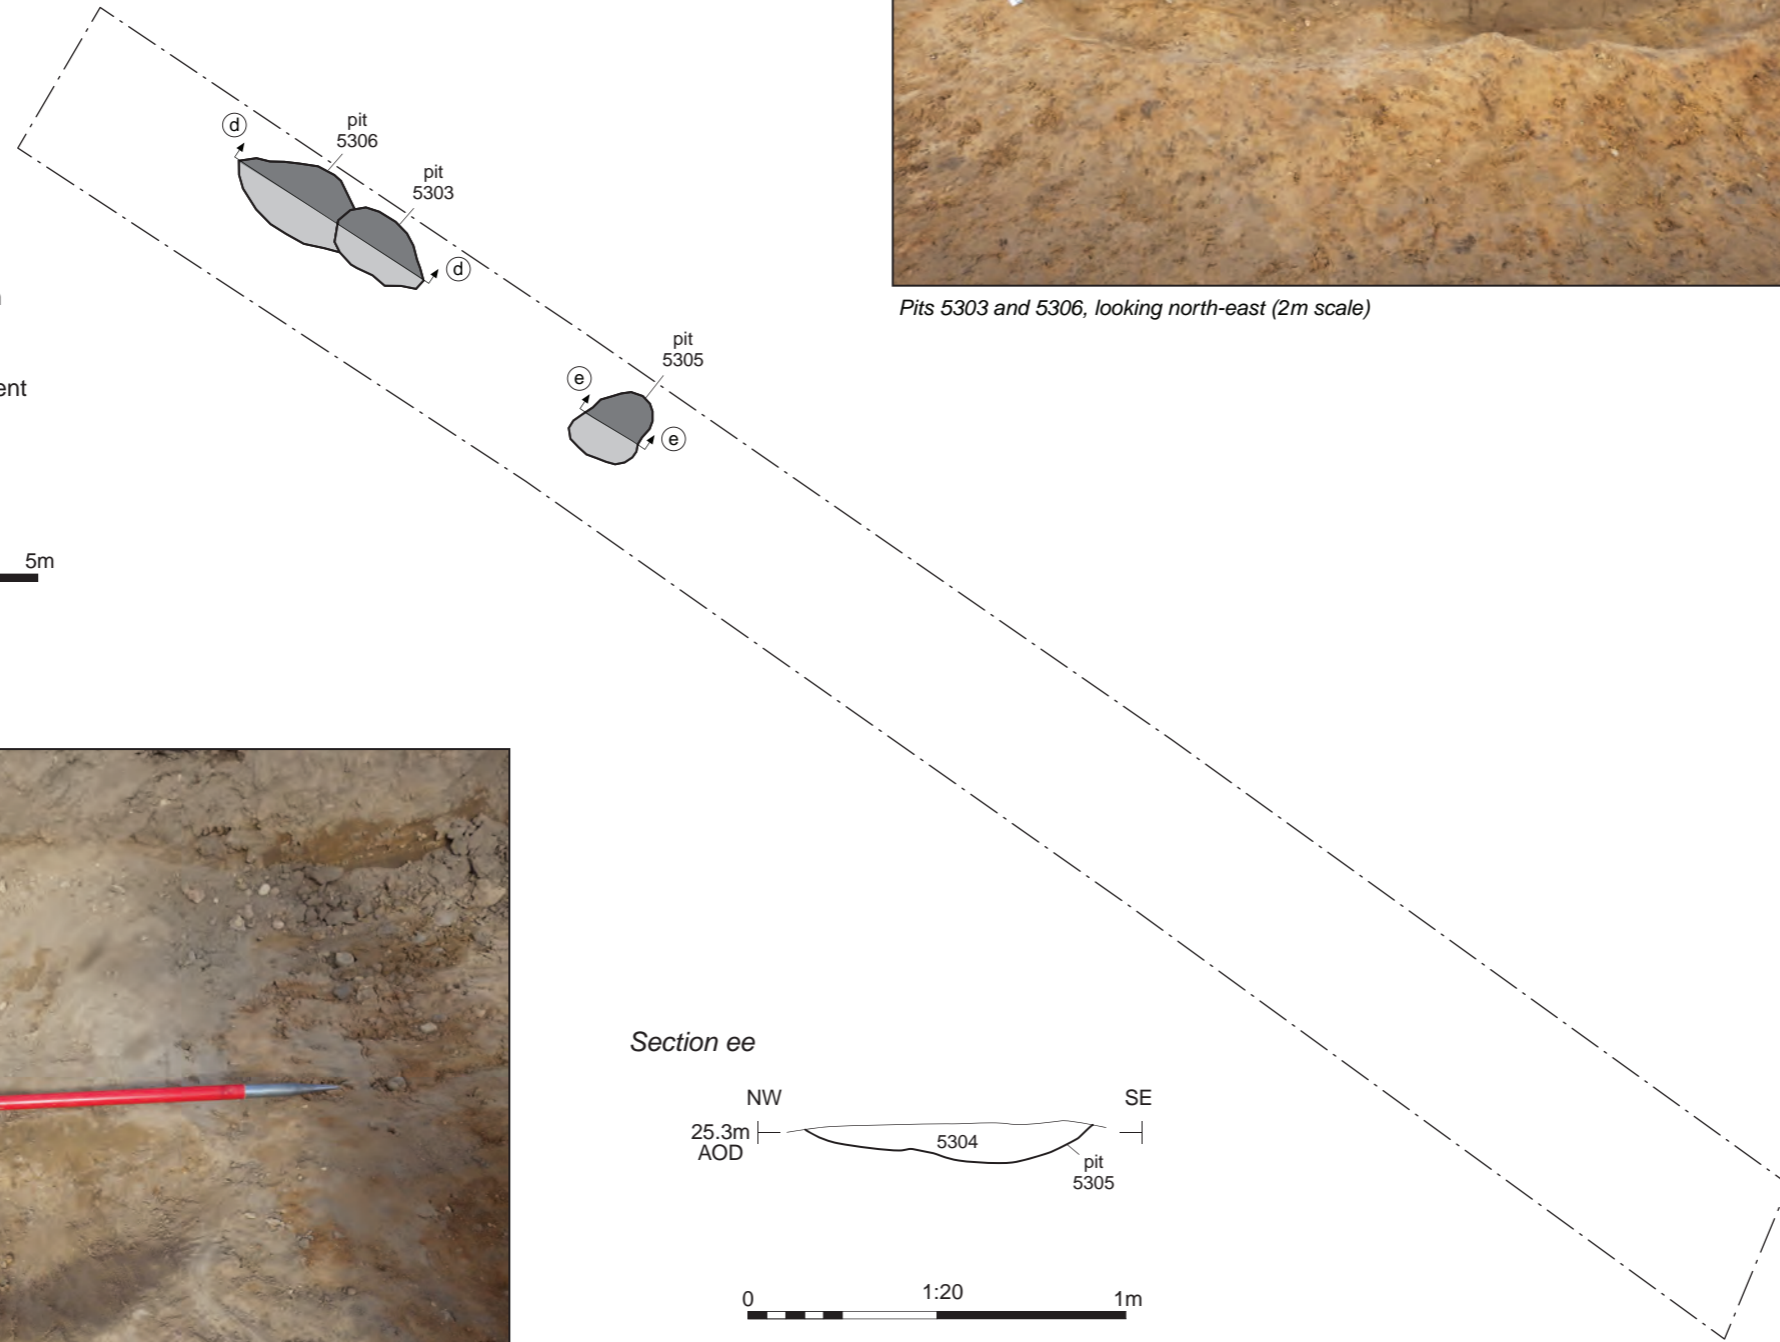 Pits 5303 and 5306, looking north-east (2m scale)
d
pit
5306
pit
5303
d
pit
5305
e
e
5m
Section ee
NW
SE
25.3m
AOD
5304
pit
5305
0
1:20
1m